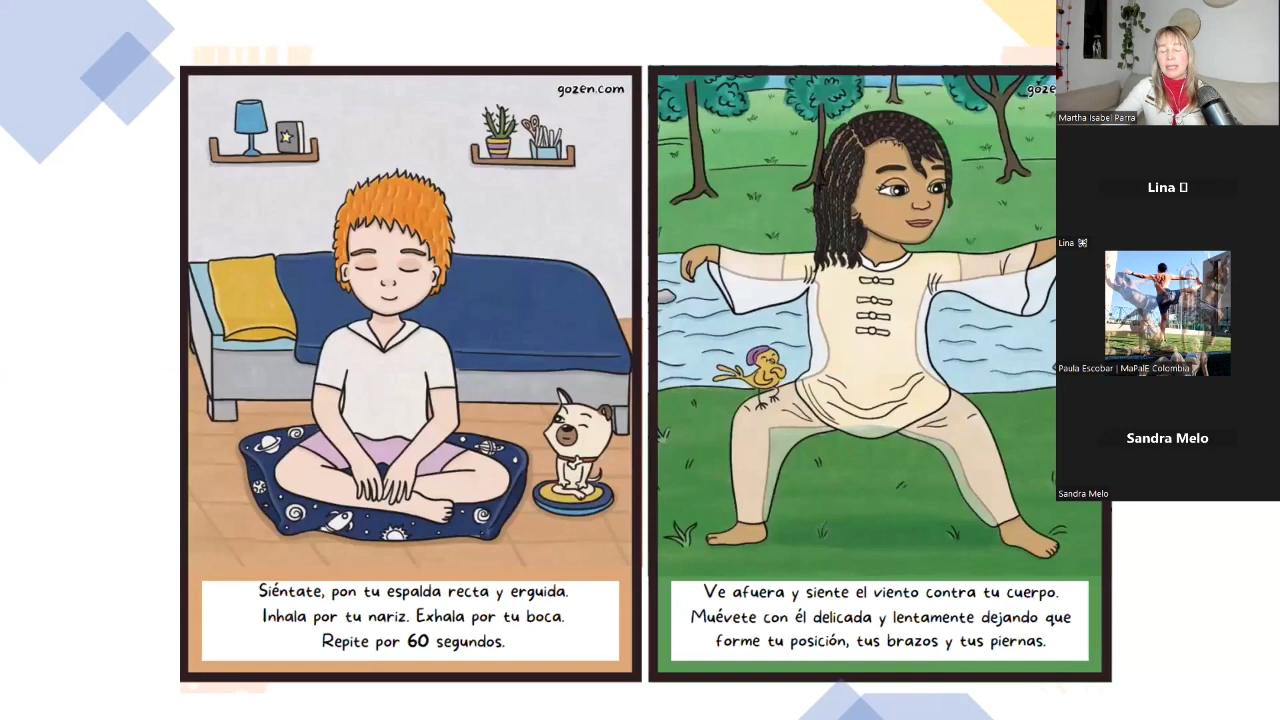 gozen.com
Siéntate, pon tu espalda recta y erguida.
Inhala por tu nariz. Exhala por tu boca.
Repite por 60 segundos.
Ve afuera y siente el viento contra tu cuerpo.
Muévete con él delicada y lentamente dejando que
forme tu posición, tus brazos y tus piernas.
Martha Isabel Parra
Lina
Lina
Paula Escobar | MaPalE Colombia
Sandra Melo
Sandra Melo